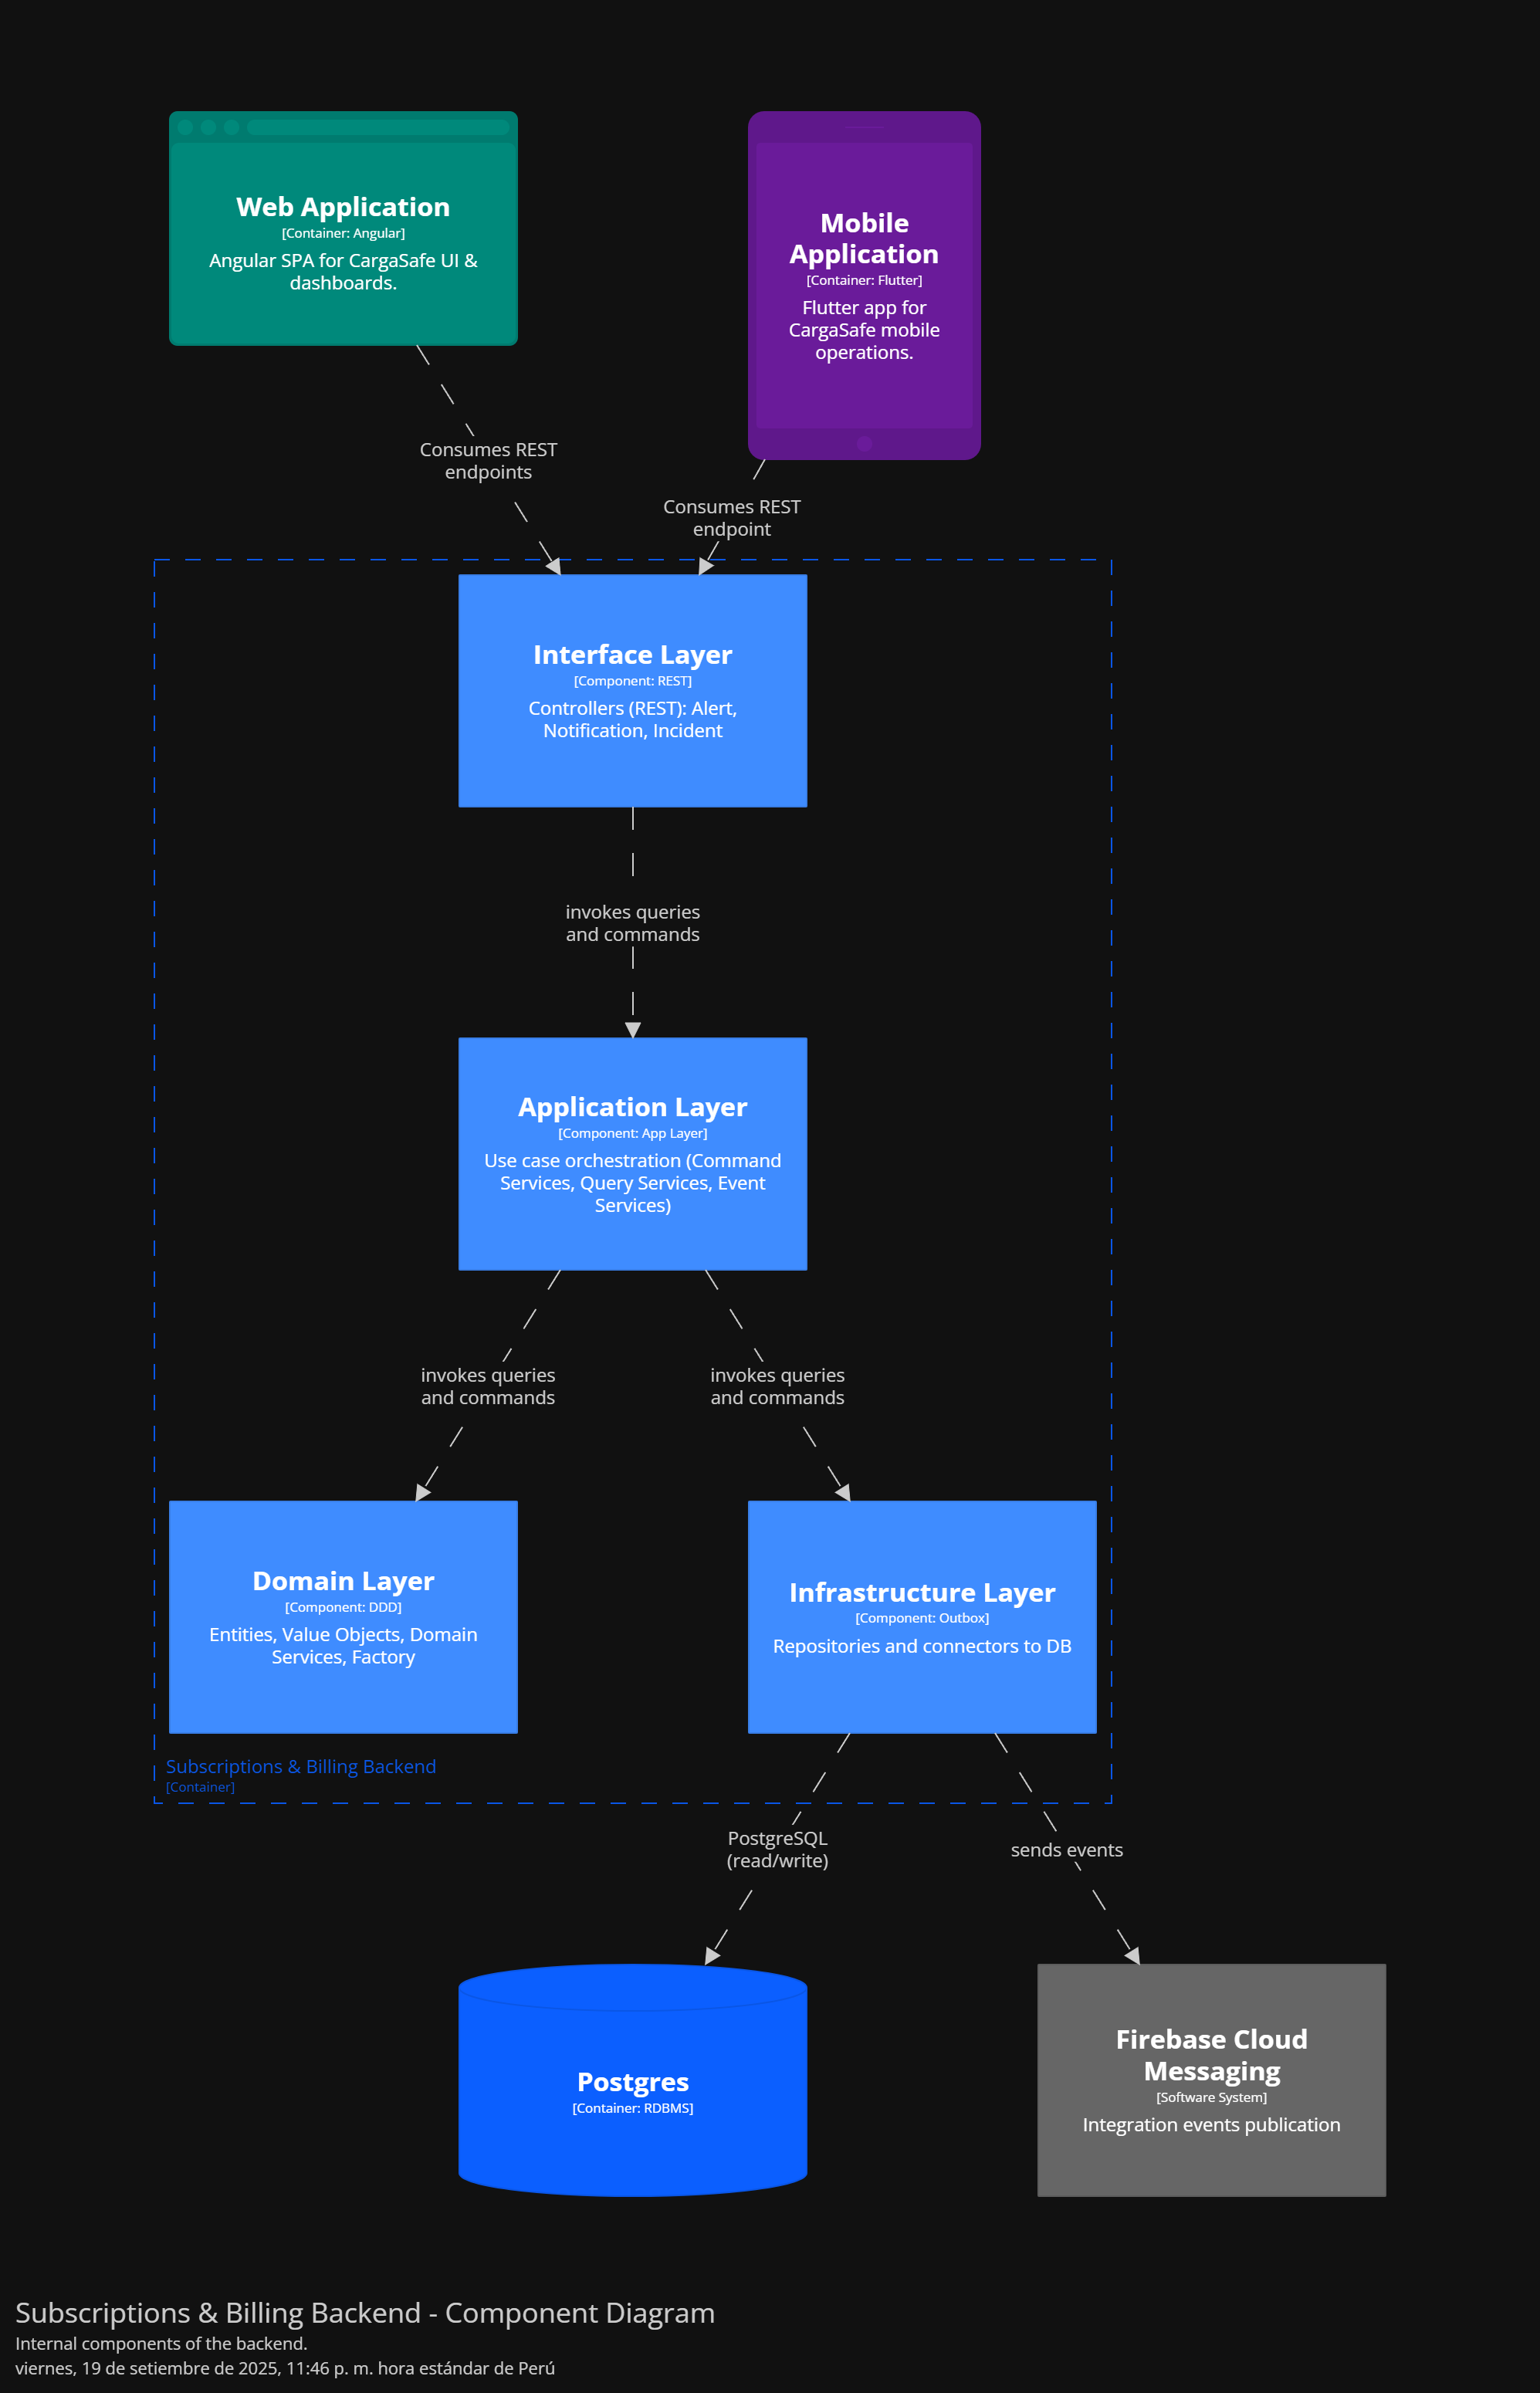 Web Application
[Container: Angular]
Angular SPA for CargaSafe UI &
dashboards.
Mobile
Application
[Container: Flutter]
Flutter app for
CargaSafe mobile
operations.
Consumes REST
endpoints
Consumes REST
endpoint
Interface Layer
[Component: REST]
Controllers (REST): Alert,
Notification, Incident
invokes queries
and commands
Application Layer
[Component: App Layer]
Use case orchestration (Command
Services, Query Services, Event
Services)
invokes queries
and commands
invokes queries
and commands
Domain Layer
[Component: DDD]
Entities, Value Objects, Domain
Services, Factory
Infrastructure Layer
[Component: Outbox]
Repositories and connectors to DB
Subscriptions & Billing Backend
[Container]
PostgreSQL
(read/write)
sends events
Postgres
[Container: RDBMS]
Firebase Cloud
Messaging
[Software System]
Integration events publication
Subscriptions & Billing Backend - Component Diagram
Internal components of the backend.
viernes, 19 de setiembre de 2025, 11:46 p. m. hora estándar de Perú